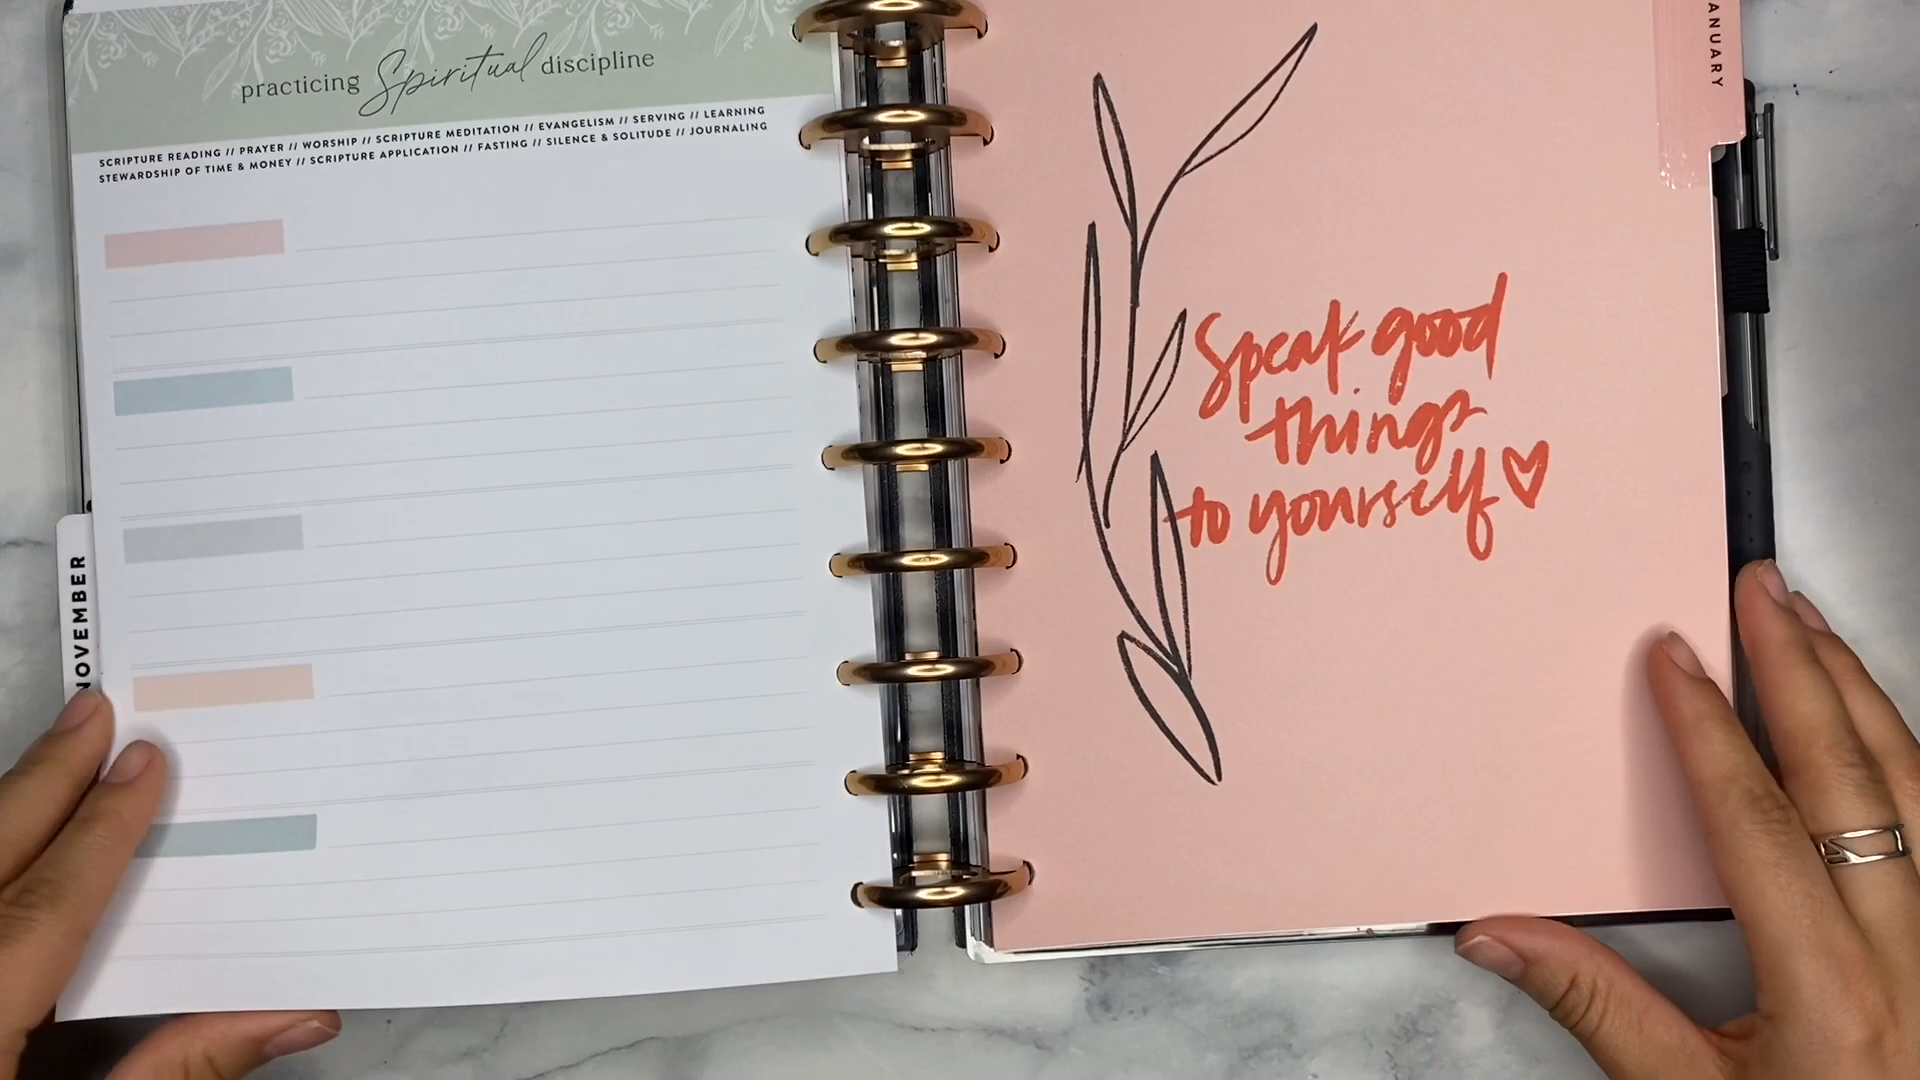 practicing Spiritual discipline
SCRIPTURE READING // PRAYER // WORSHIP // SCRIPTURE MEDITATION // EVANGELISM // SERVING // LEARNING
STEWARDSHIP OF TIME & MONEY // SCRIPTURE APPLICATION // FASTING // SILENCE & SOLITUDE // JOURNALING
NOVEMBER
ANUARY
Speak good
things
to yourself